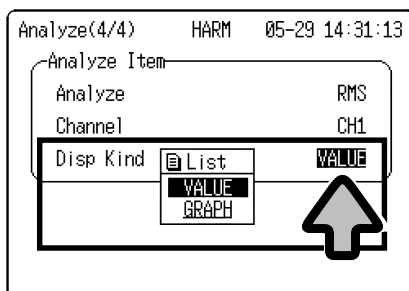 Analyze(4/4) HARM 05-29 14:31:13
Analyze Item
Analyze RMS
Channel CH1
Disp Kind VALUE
List
VALUE
GRAPH